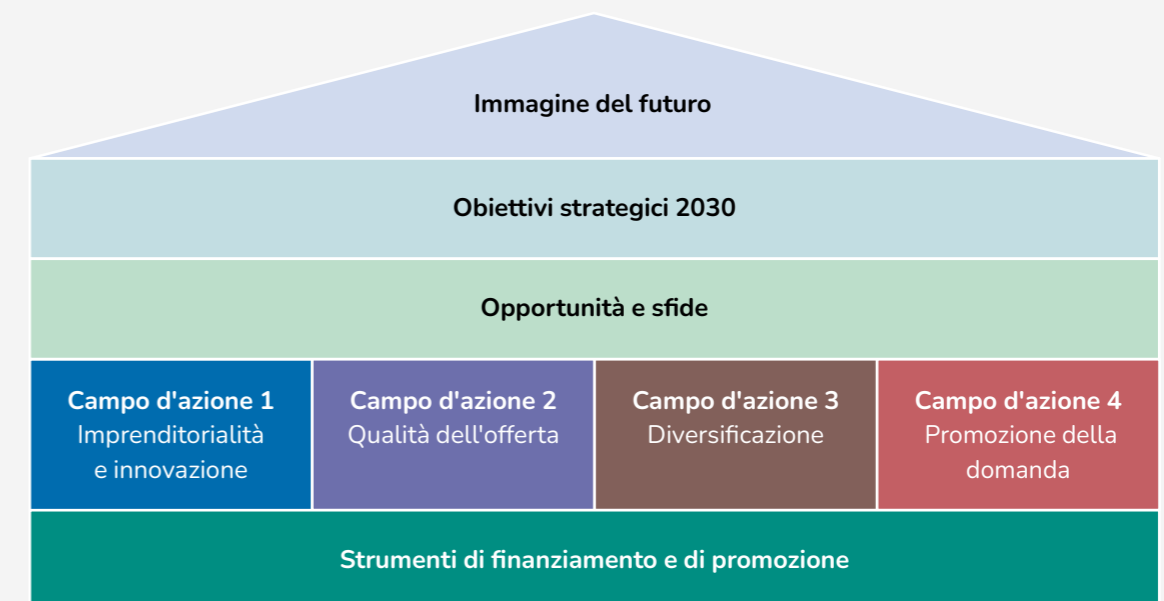 Immagine del futuro
Obiettivi strategici 2030
Opportunità e sfide
Campo d'azione 1
Imprenditorialità
e innovazione
Campo d'azione 2
Qualità dell'offerta
Campo d'azione 3
Diversificazione
Campo d'azione 4
Promozione della
domanda
Strumenti di finanziamento e di promozione